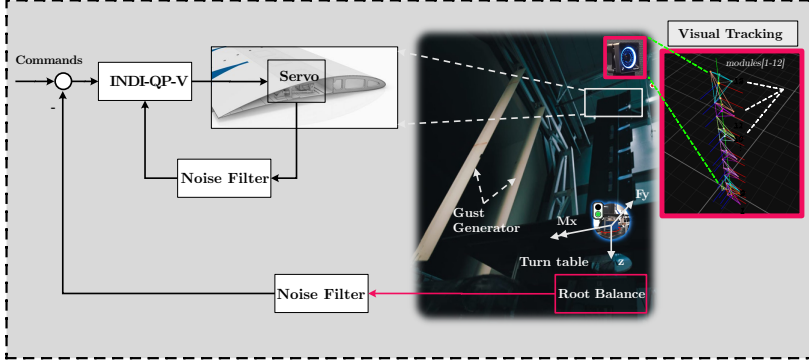 Visual Tracking
Commands
modules[1-12]
INDI-QP-V
Servo
-
Noise Filter
Gust
Generator
Fy
Mx
z
Turn table
Noise Filter
Root Balance